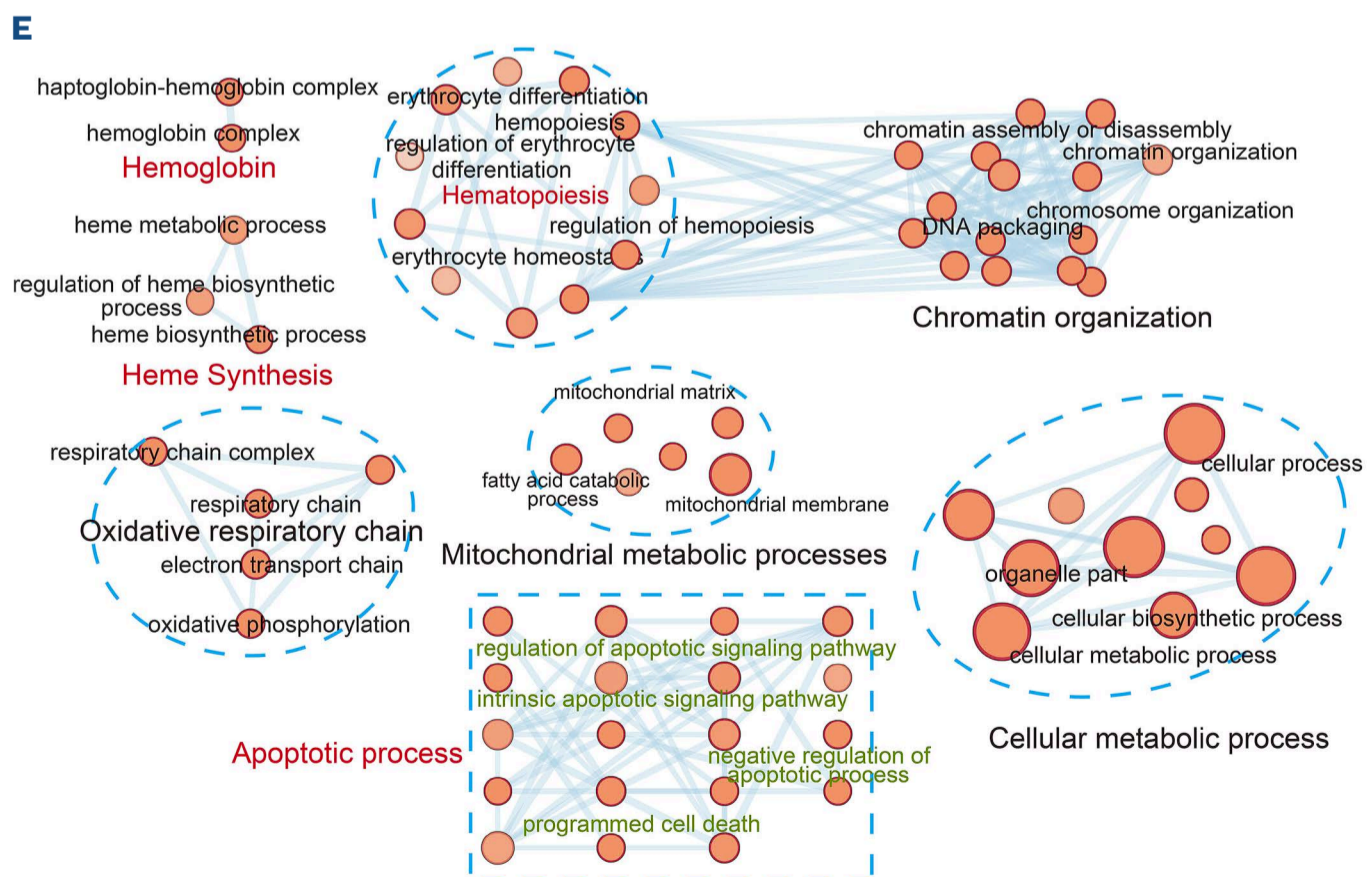 E
haptoglobin-hemoglobin complex
hemoglobin complex
Hemoglobin
heme metabolic process
regulation of heme biosynthetic
process
heme biosynthetic process
Heme Synthesis
erythrocyte differentiation
hemopoiesis
regulation of erythrocyte
differentiation
Hematopoiesis
regulation of hemopoiesis
erythrocyte homeostasis
chromatin assembly or disassembly
chromatin organization
chromosome organization
DNA packaging
Chromatin organization
respiratory chain complex
respiratory chain
Oxidative respiratory chain
electron transport chain
oxidative phosphorylation
mitochondrial matrix
fatty acid catabolic
process
mitochondrial membrane
Mitochondrial metabolic processes
cellular process
organelle part
cellular biosynthetic process
cellular metabolic process
Cellular metabolic process
Apoptotic process
regulation of apoptotic signaling pathway
intrinsic apoptotic signaling pathway
negative regulation of
apoptotic process
programmed cell death